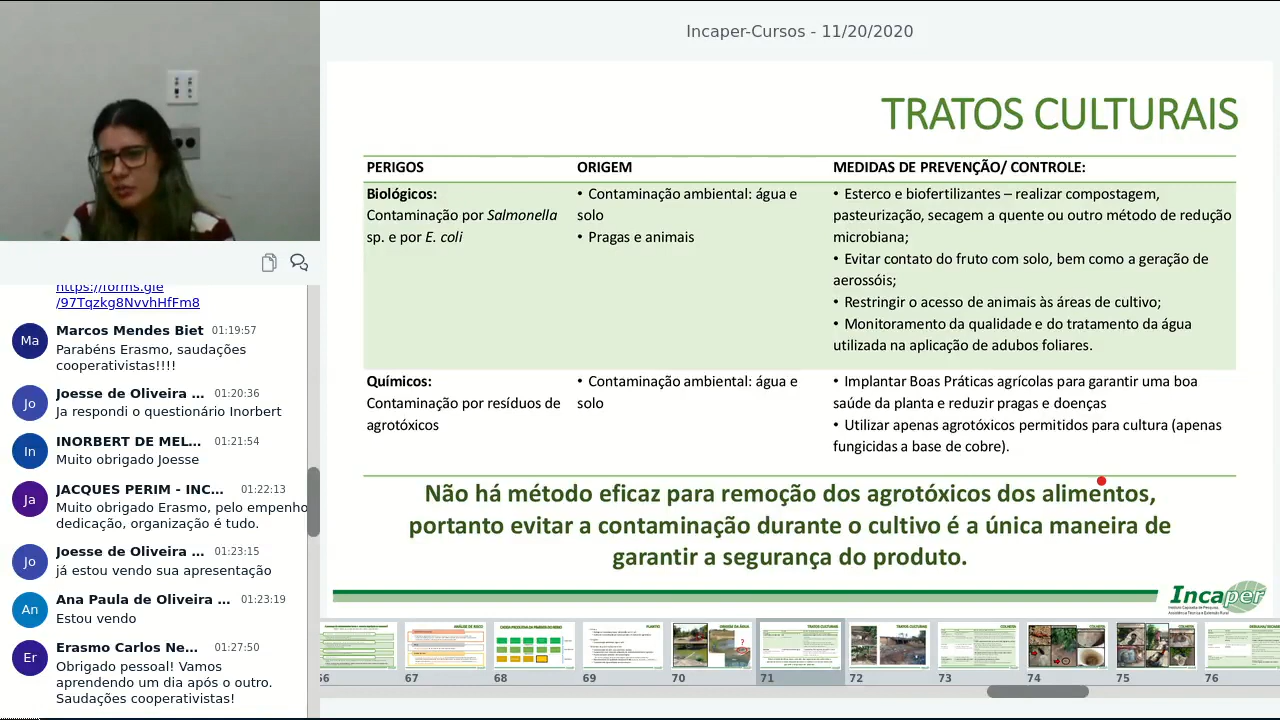 Incaper-Cursos - 11/20/2020
TRATOS CULTURAIS
PERIGOS
ORIGEM
MEDIDAS DE PREVENÇÃO/ CONTROLE:
Biológicos:
Contaminação por Salmonella
sp. e por E. coli
• Contaminação ambiental: água e
solo
• Pragas e animais
• Esterco e biofertilizantes – realizar compostagem,
pasteurização, secagem a quente ou outro método de redução
microbiana;
• Evitar contato do fruto com solo, bem como a geração de
aerossóis;
• Restringir o acesso de animais às áreas de cultivo;
• Monitoramento da qualidade e do tratamento da água
utilizada na aplicação de adubos foliares.
Químicos:
Contaminação por resíduos de
agrotóxicos
• Contaminação ambiental: água e
solo
• Implantar Boas Práticas agrícolas para garantir uma boa
saúde da planta e reduzir pragas e doenças
• Utilizar apenas agrotóxicos permitidos para cultura (apenas
fungicidas a base de cobre).
Não há método eficaz para remoção dos agrotóxicos dos alimentos,
portanto evitar a contaminação durante o cultivo é a única maneira de
garantir a segurança do produto.
Incaper
https://forms.gle
/97Tqzkg8NvvhHfFm8
Ma
Marcos Mendes Biet 01:19:57
Parabéns Erasmo, saudações
cooperativistas!!!!
Jo
Joesse de Oliveira ... 01:20:36
Ja respondi o questionário Inorbert
In
INORBERT DE MEL... 01:21:54
Muito obrigado Joesse
Ja
JACQUES PERIM - INC... 01:22:13
Muito obrigado Erasmo, pelo empenho
dedicação, organização é tudo.
Jo
Joesse de Oliveira ... 01:23:15
já estou vendo sua apresentação
An
Ana Paula de Oliveira ... 01:23:19
Estou vendo
Er
Erasmo Carlos Ne... 01:27:50
Obrigado pessoal! Vamos
aprendendo um dia após o outro.
Saudações cooperativistas!
66 67 68 69 70 71 72 73 74 75 76